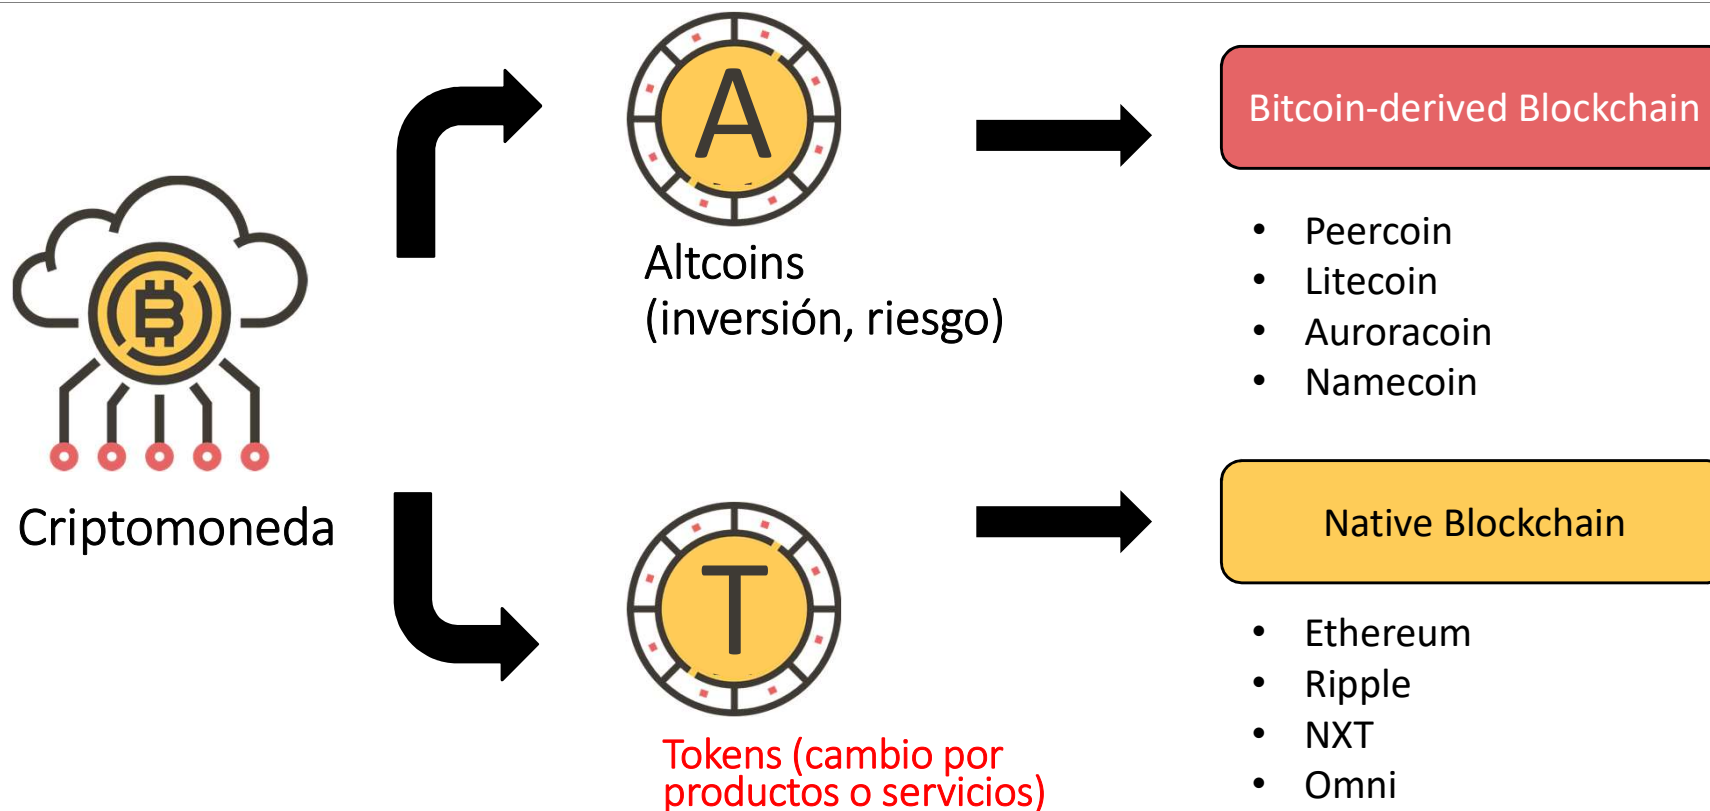 A
Bitcoin-derived Blockchain
Altcoins
(inversión, riesgo)
• Peercoin
• Litecoin
• Auroracoin
• Namecoin
B
Criptomoneda
T
Native Blockchain
Tokens (cambio por
productos o servicios)
• Ethereum
• Ripple
• NXT
• Omni